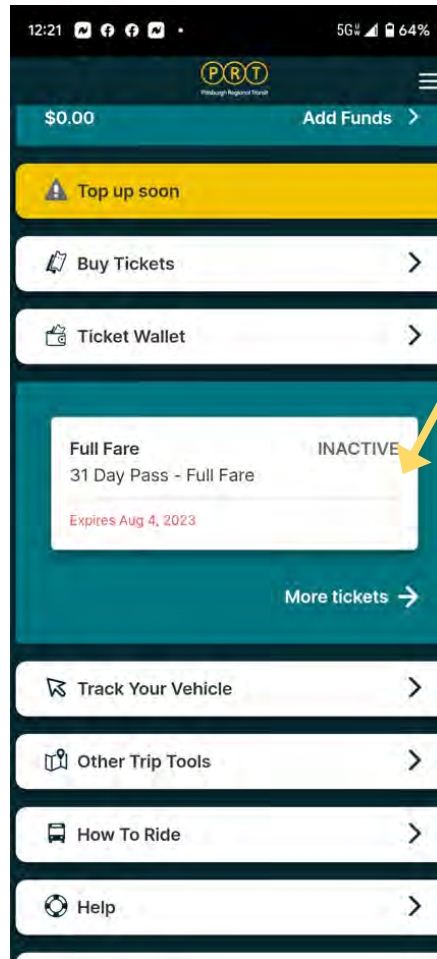 12:21 5G 64%
PRT
Pittsburgh Regional Transit
$0.00 Add Funds
Top up soon
Buy Tickets
Ticket Wallet
Full Fare INACTIVE
31 Day Pass - Full Fare
Expires Aug 4, 2023
More tickets
Track Your Vehicle
Other Trip Tools
How To Ride
Help